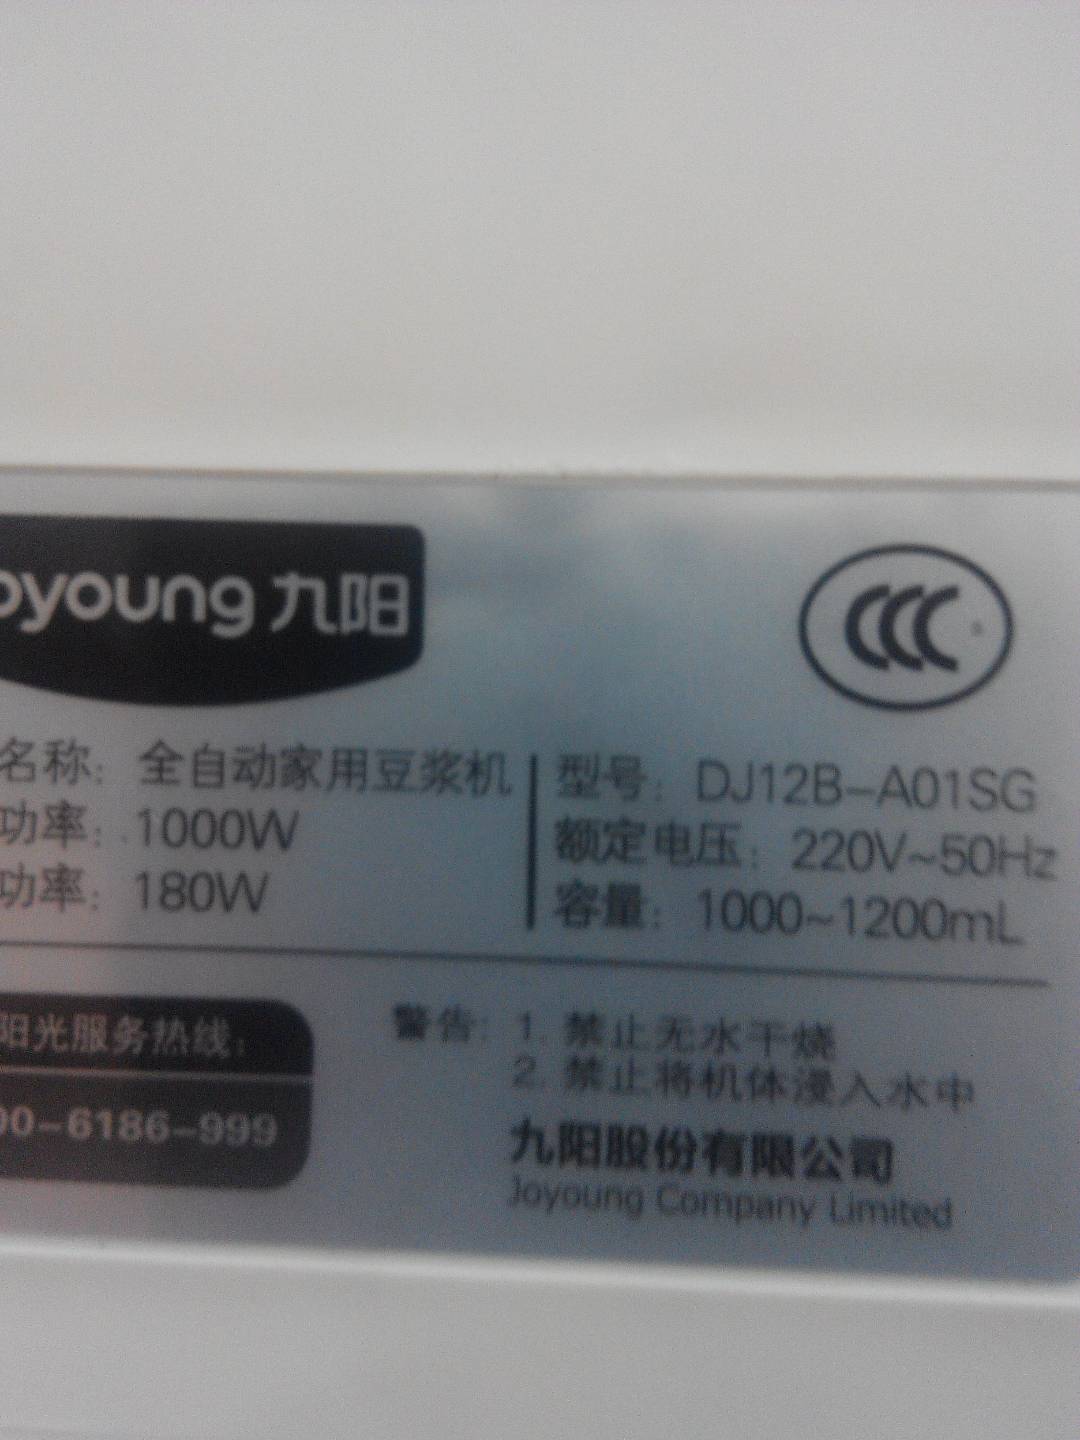 oyoung 九阳
CCC
名称: 全自动家用豆浆机
型号: DJ12B-A01SG
功率: 1000W
额定电压: 220V~50Hz
功率: 180W
容量: 1000~1200mL
阳光服务热线:
00-6186-999
警告: 1. 禁止无水干烧
2. 禁止将机体浸入水中
九阳股份有限公司
Joyoung Company Limited